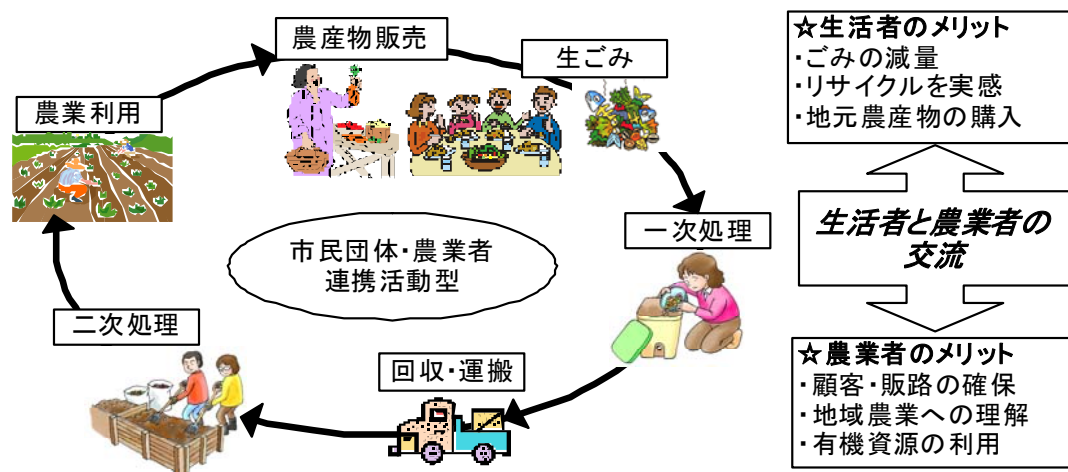 農産物販売
生ごみ
農業利用
一次処理
市民団体・農業者
連携活動型
二次処理
回収・運搬
☆生活者のメリット
・ごみの減量
・リサイクルを実感
・地元農産物の購入
生活者と農業者の
交流
☆農業者のメリット
・顧客・販路の確保
・地域農業への理解
・有機資源の利用